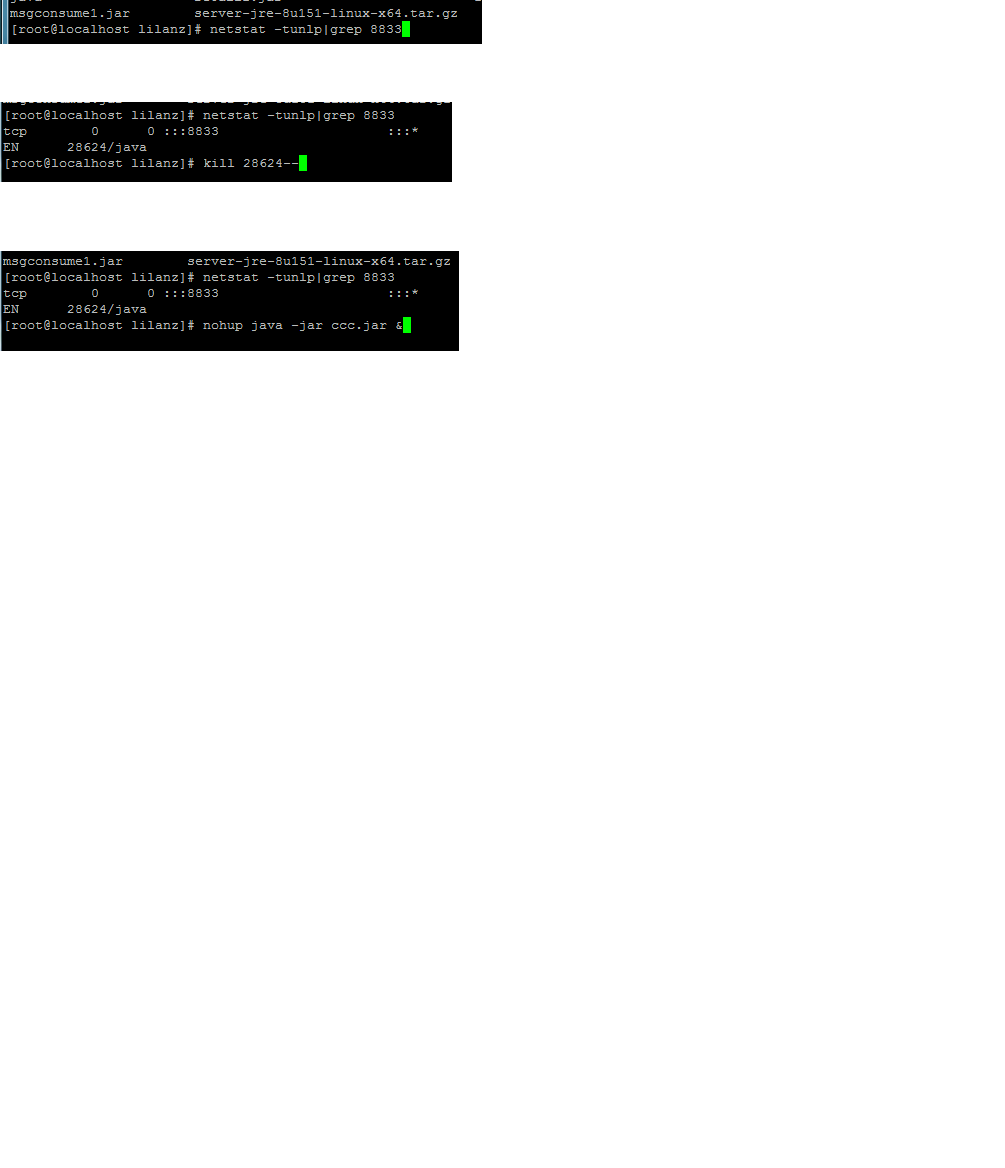 msgconsume1.jar server-jre-8u151-linux-x64.tar.gz
[root@localhost lilanz]# netstat -tunlp|grep 8833
[root@localhost lilanz]# netstat -tunlp|grep 8833
tcp 0 0 :::8833 :::*
EN 28624/java
[root@localhost lilanz]# kill 28624--
msgconsume1.jar server-jre-8u151-linux-x64.tar.gz
[root@localhost lilanz]# netstat -tunlp|grep 8833
tcp 0 0 :::8833 :::*
EN 28624/java
[root@localhost lilanz]# nohup java -jar ccc.jar &